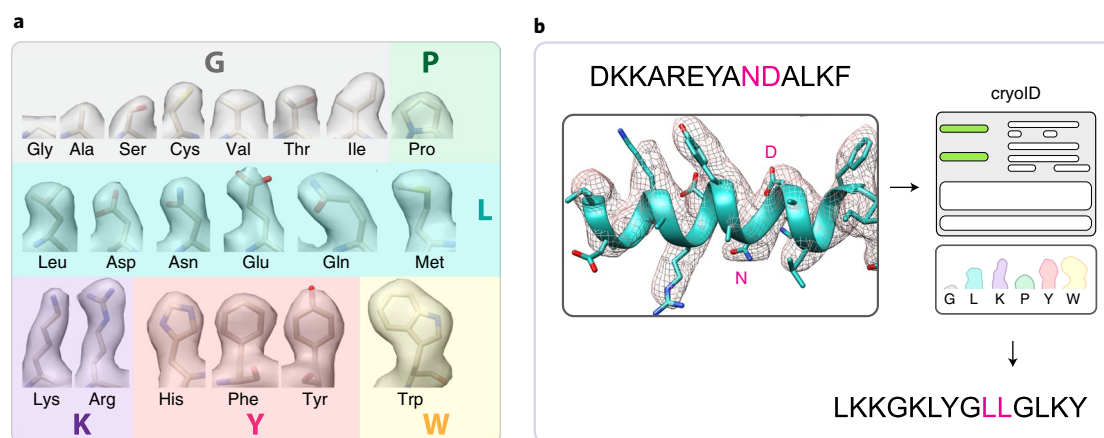 a
G
P
Gly Ala Ser Cys Val Thr Ile Pro
L
Leu Asp Asn Glu Gln Met
Lys Arg His Phe Tyr Trp
K
Y
W
b
DKKAREYANDALKF
D
N
cryoID
G L K P Y W
LKKGKLYGLLGLKY